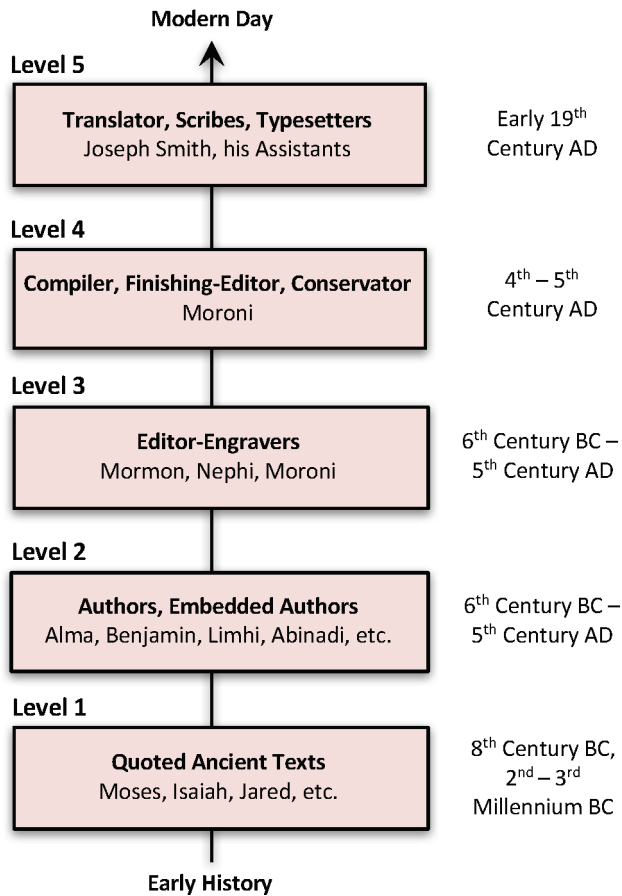 Modern Day
Level 5
Translator, Scribes, Typesetters
Joseph Smith, his Assistants
Early 19th
Century AD
Level 4
Compiler, Finishing-Editor, Conservator
Moroni
4th – 5th
Century AD
Level 3
Editor-Engravers
Mormon, Nephi, Moroni
6th Century BC –
5th Century AD
Level 2
Authors, Embedded Authors
Alma, Benjamin, Limhi, Abinadi, etc.
6th Century BC –
5th Century AD
Level 1
Quoted Ancient Texts
Moses, Isaiah, Jared, etc.
8th Century BC,
2nd – 3rd
Millennium BC
Early History